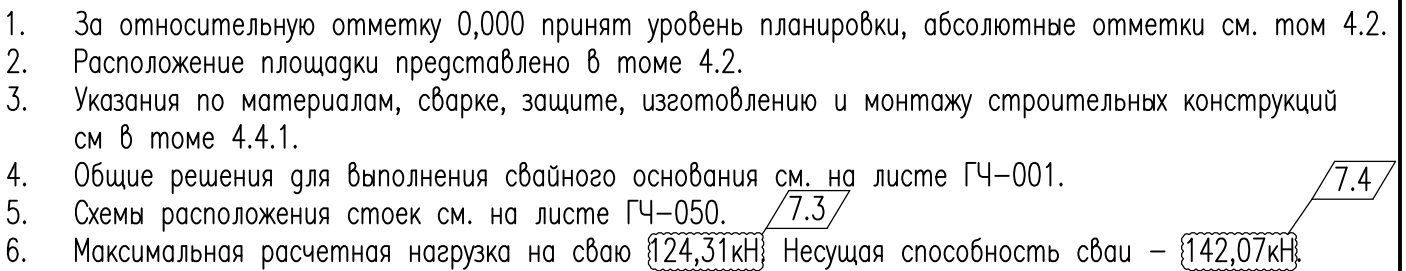 1. За относительную отметку 0,000 принят уровень планировки, абсолютные отметки см. том 4.2.
2. Расположение площадки представлено в томе 4.2.
3. Указания по материалам, сварке, защите, изготовлению и монтажу строительных конструкций
см в томе 4.4.1.
4. Общие решения для выполнения свайного основания см. на листе ГЧ-001.
7.4
5. Схемы расположения стоек см. на листе ГЧ-050.
7.3
6. Максимальная расчетная нагрузка на сваю 124,31кН. Несущая способность сваи – 142,07кН.